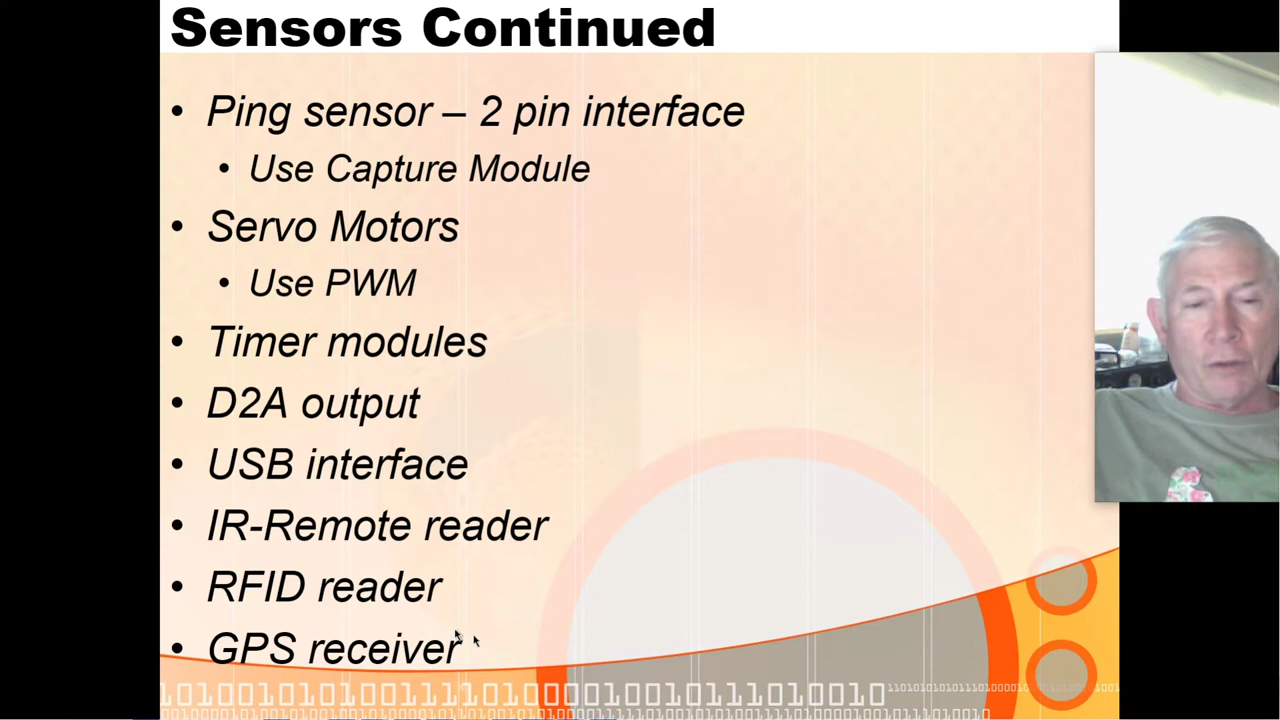 Sensors Continued
• Ping sensor – 2 pin interface
• Use Capture Module
• Servo Motors
• Use PWM
• Timer modules
• D2A output
• USB interface
• IR-Remote reader
• RFID reader
• GPS receiver